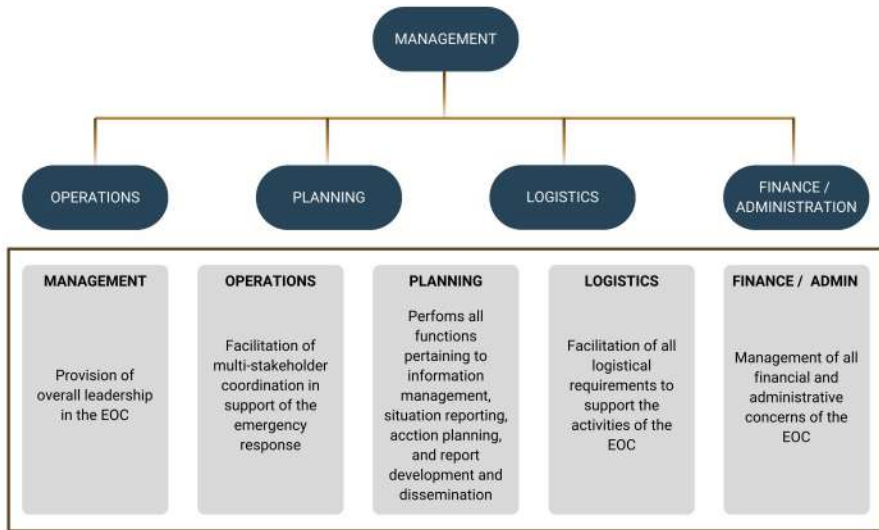 MANAGEMENT
OPERATIONS
PLANNING
LOGISTICS
FINANCE /
ADMINISTRATION
MANAGEMENT
Provision of
overall leadership
in the EOC
OPERATIONS
Facilitation of
multi-stakeholder
coordination in
support of the
emergency
response
PLANNING
Perfoms all
functions
pertaining to
information
management,
situation reporting,
acction planning,
and report
development and
dissemination
LOGISTICS
Facilitation of all
logistical
requirements to
support the
activities of the
EOC
FINANCE / ADMIN
Management of all
financial and
administrative
concerns of the
EOC